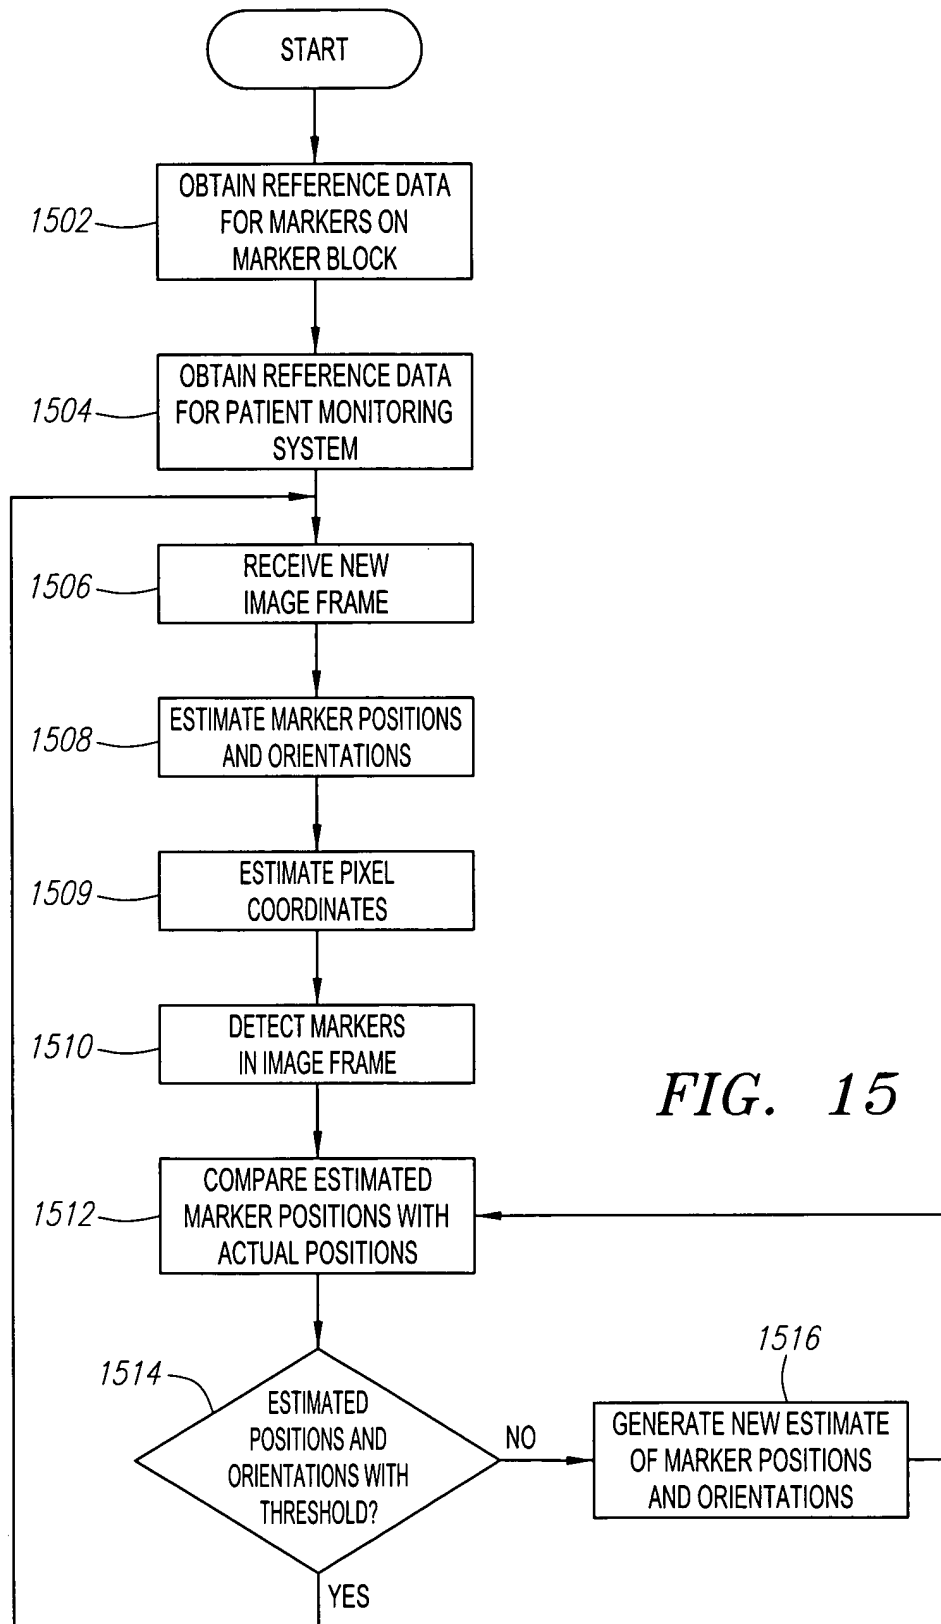 START
1502
OBTAIN REFERENCE DATA
FOR MARKERS ON
MARKER BLOCK
1504
OBTAIN REFERENCE DATA
FOR PATIENT MONITORING
SYSTEM
1506
RECEIVE NEW
IMAGE FRAME
1508
ESTIMATE MARKER POSITIONS
AND ORIENTATIONS
1509
ESTIMATE PIXEL
COORDINATES
1510
DETECT MARKERS
IN IMAGE FRAME
FIG. 15
1512
COMPARE ESTIMATED
MARKER POSITIONS WITH
ACTUAL POSITIONS
1514
ESTIMATED
POSITIONS AND
ORIENTATIONS WITH
THRESHOLD?
NO
1516
GENERATE NEW ESTIMATE
OF MARKER POSITIONS
AND ORIENTATIONS
YES